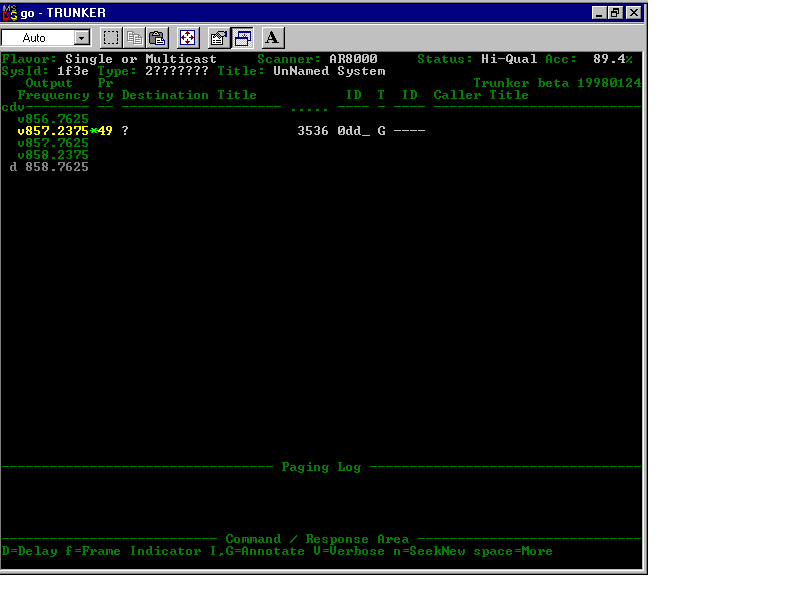 go - TRUNKER
Auto
A
Flavor: Single or Multicast Scanner: AR8000 Status: Hi-Qual Acc: 89.4%
SysId: 1f3e Type: 2??????? Title: UnNamed System
Output Pr Trunker beta 19980124
Frequency ty Destination Title ID T ID Caller Title
cdv-------- -- -------------------- ..... ---- - ---- --------------------------
v856.7625
v857.2375*49 ? 3536 0dd_ G ----
v857.7625
v858.2375
d 858.7625
Paging Log
Command / Response Area
D=Delay f=Frame Indicator I,G=Annotate V=Verbose n=SeekNew space=More